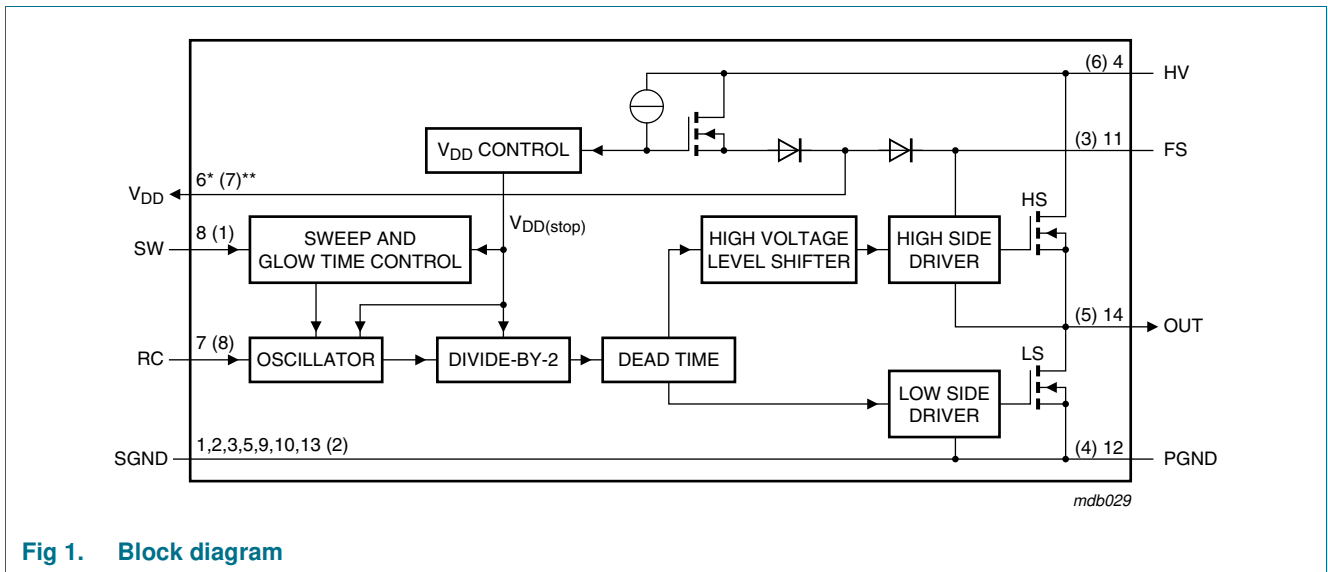 (6) 4 HV
(3) 11 FS
V_DD CONTROL
6* (7)**
V_DD
V_DD(stop)
HS
8 (1)
SW
SWEEP AND
GLOW TIME CONTROL
HIGH VOLTAGE
LEVEL SHIFTER
HIGH SIDE
DRIVER
(5) 14 OUT
7 (8)
RC
OSCILLATOR
DIVIDE-BY-2
DEAD TIME
LS
LOW SIDE
DRIVER
1,2,3,5,9,10,13 (2)
SGND
(4) 12 PGND
mdb029
Fig 1. Block diagram